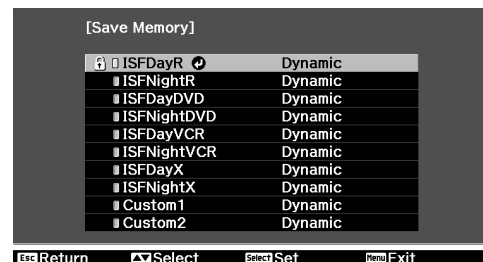 [Save Memory]
ISFDayR Dynamic
ISFNightR Dynamic
ISFDayDVD Dynamic
ISFNightDVD Dynamic
ISFDayVCR Dynamic
ISFNightVCR Dynamic
ISFDayX Dynamic
ISFNightX Dynamic
Custom1 Dynamic
Custom2 Dynamic
Esc Return Select Select Set Menu Exit